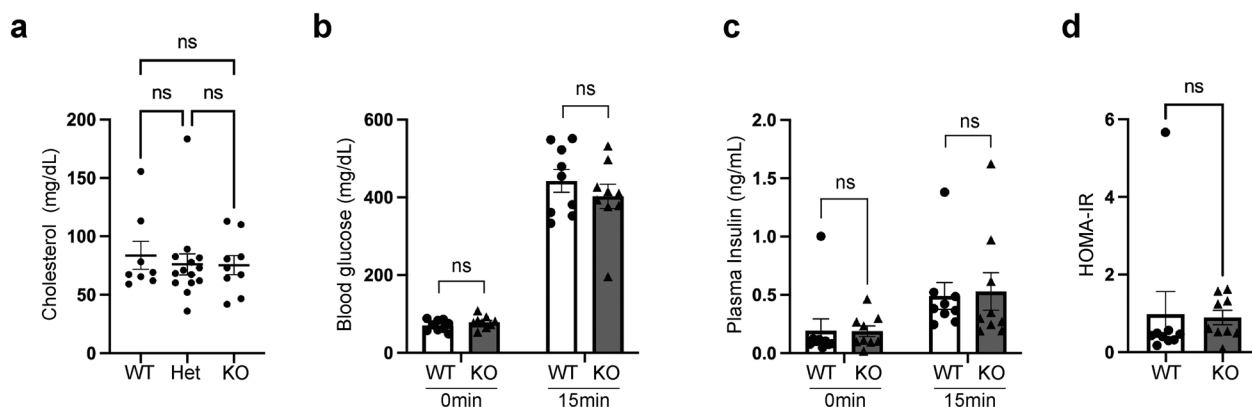 a
ns
ns ns
Cholesterol (mg/dL)
200
150
100
50
0
WT Het KO
b
ns
ns
Blood glucose (mg/dL)
600
400
200
0
WT KO WT KO
0min 15min
c
ns
ns
Plasma Insulin (ng/mL)
2.0
1.5
1.0
0.5
0.0
WT KO WT KO
0min 15min
d
ns
HOMA-IR
6
4
2
0
WT KO